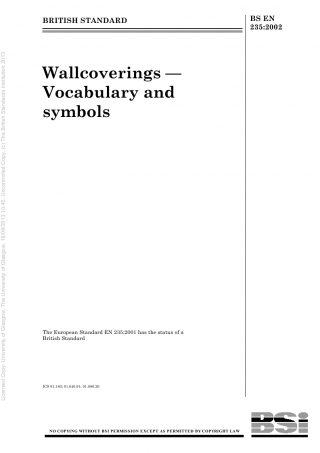 BRITISH STANDARD
BS EN
235:2002
Wallcoverings —
Vocabulary and
symbols
The European Standard EN 235:2001 has the status of a
British Standard
NO COPYING WITHOUT BSI PERMISSION EXCEPT AS PERMITTED BY COPYRIGHT LAW
BSi